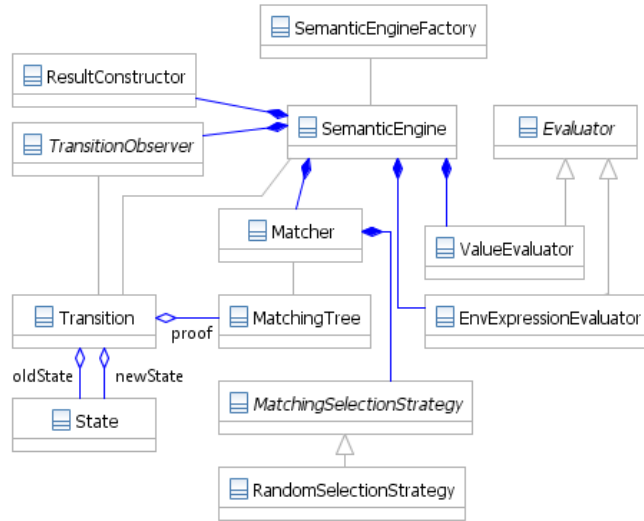 SemanticEngineFactory
ResultConstructor
SemanticEngine
Evaluator
TransitionObserver
Matcher
ValueEvaluator
Transition
proof
MatchingTree
EnvExpressionEvaluator
oldState
newState
State
MatchingSelectionStrategy
RandomSelectionStrategy